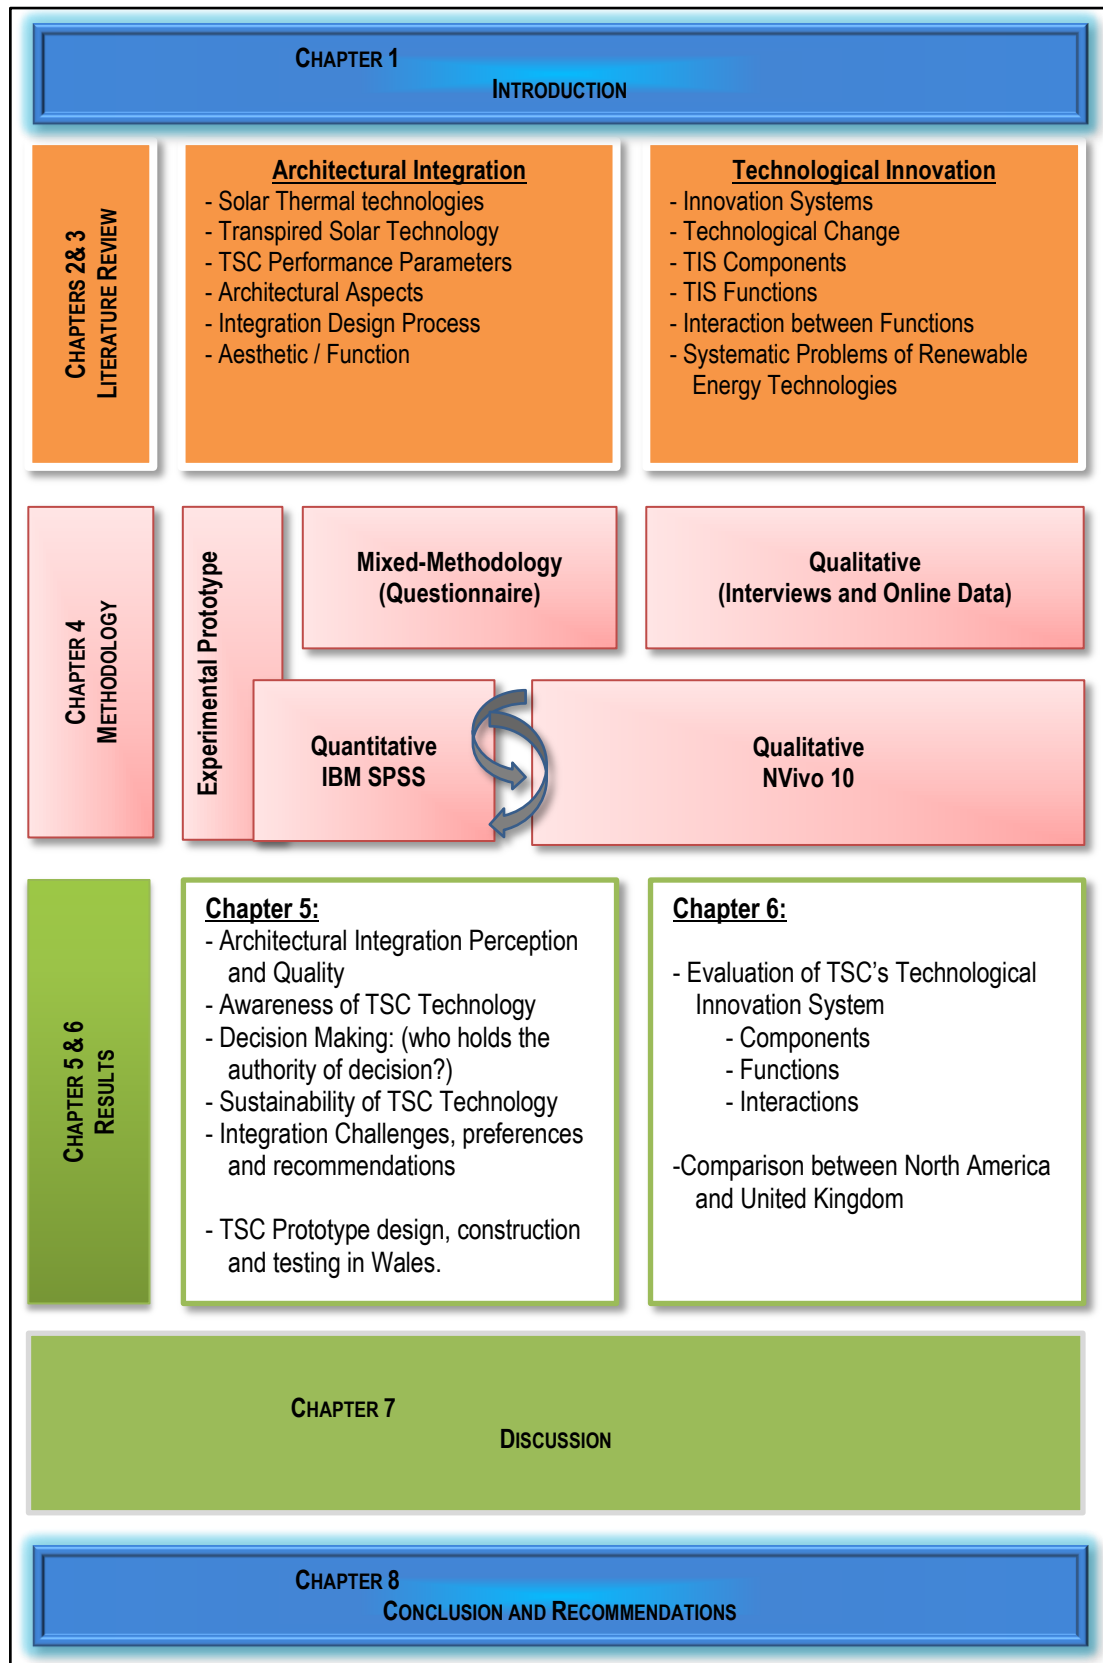 CHAPTER 1
INTRODUCTION
CHAPTERS 2& 3
LITERATURE REVIEW
Architectural Integration
- Solar Thermal technologies
- Transpired Solar Technology
- TSC Performance Parameters
- Architectural Aspects
- Integration Design Process
- Aesthetic / Function
Technological Innovation
- Innovation Systems
- Technological Change
- TIS Components
- TIS Functions
- Interaction between Functions
- Systematic Problems of Renewable
Energy Technologies
CHAPTER 4
METHODOLOGY
Experimental Prototype
Mixed-Methodology
(Questionnaire)
Qualitative
(Interviews and Online Data)
Quantitative
IBM SPSS
Qualitative
NVivo 10
CHAPTER 5 & 6
RESULTS
Chapter 5:
- Architectural Integration Perception
and Quality
- Awareness of TSC Technology
- Decision Making: (who holds the
authority of decision?)
- Sustainability of TSC Technology
- Integration Challenges, preferences
and recommendations
- TSC Prototype design, construction
and testing in Wales.
Chapter 6:
- Evaluation of TSC's Technological
Innovation System
- Components
- Functions
- Interactions
-Comparison between North America
and United Kingdom
CHAPTER 7
DISCUSSION
CHAPTER 8
CONCLUSION AND RECOMMENDATIONS